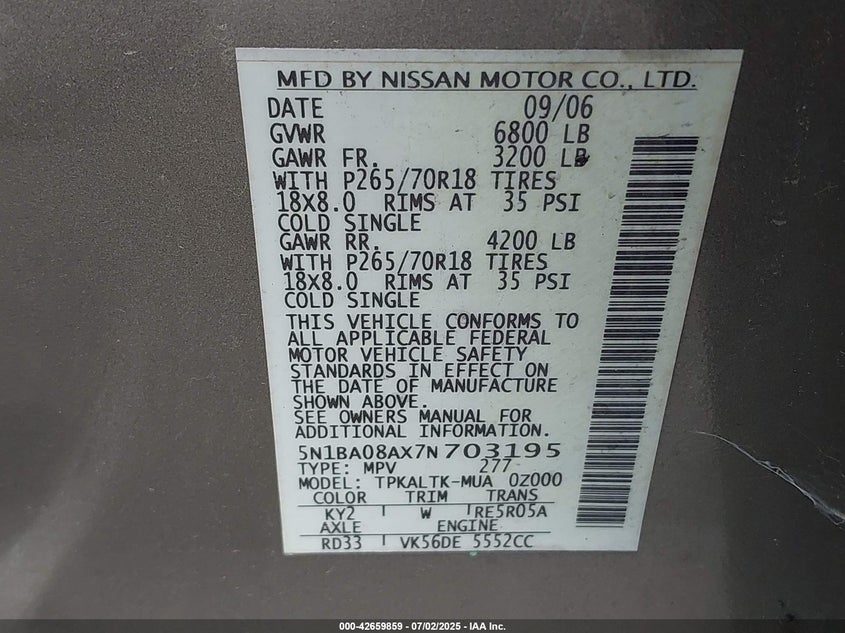 MFD BY NISSAN MOTOR CO., LTD.
DATE 09/06
GVWR 6800 LB
GAWR FR. 3200 LB
WITH P265/70R18 TIRES
18X8.0 RIMS AT 35 PSI
COLD SINGLE
GAWR RR. 4200 LB
WITH P265/70R18 TIRES
18X8.0 RIMS AT 35 PSI
COLD SINGLE
THIS VEHICLE CONFORMS TO
ALL APPLICABLE FEDERAL
MOTOR VEHICLE SAFETY
STANDARDS IN EFFECT ON
THE DATE OF MANUFACTURE
SHOWN ABOVE.
SEE OWNERS MANUAL FOR
ADDITIONAL INFORMATION.
5N1BA08AX7N703195
TYPE: MPV 277
MODEL: TPKALTK-MUA 0Z000
COLOR TRIM TRANS
KY2 W RE5R05A
AXLE ENGINE
RD33 VK56DE 5552CC
000-42659859 - 07/02/2025 - IAA Inc.